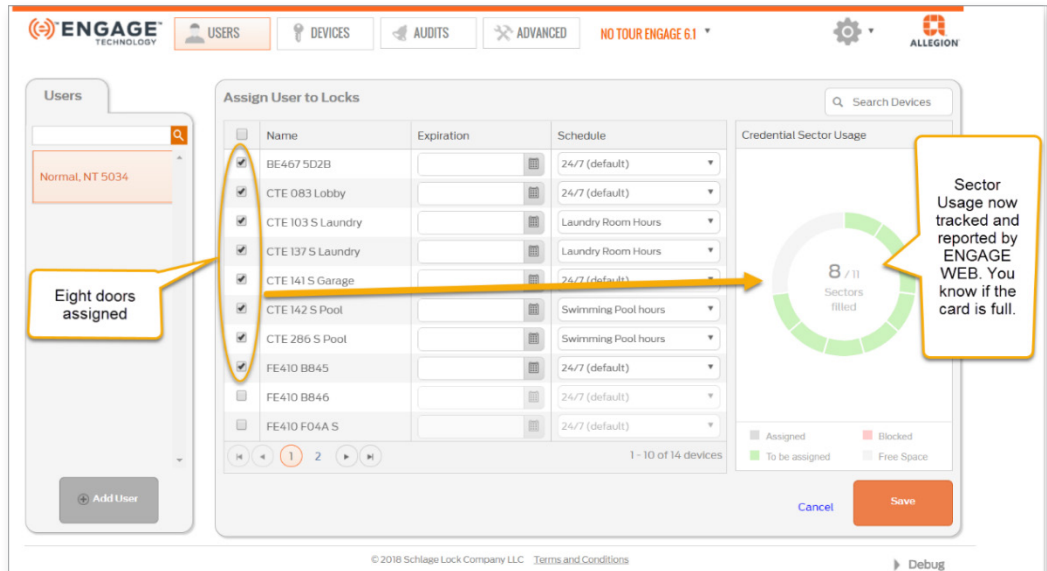 ENGAGE™
TECHNOLOGY
USERS
DEVICES
AUDITS
ADVANCED
NO TOUR ENGAGE 6.1
ALLEGION
Users
Normal, NT 5034
Add User
Eight doors
assigned
Assign User to Locks
Search Devices
Name Expiration Schedule
BE467 5D2B 24/7 (default)
CTE 083 Lobby 24/7 (default)
CTE 103 S Laundry Laundry Room Hours
CTE 137 S Laundry Laundry Room Hours
CTE 141 S Garage 24/7 (default)
CTE 142 S Pool Swimming Pool hours
CTE 286 S Pool Swimming Pool hours
FE410 B845 24/7 (default)
FE410 B846 24/7 (default)
FE410 F04A S 24/7 (default)
1 2 1 - 10 of 14 devices
Credential Sector Usage
8 / 11
Sectors
filled
Assigned Blocked
To be assigned Free Space
Sector
Usage now
tracked and
reported by
ENGAGE
WEB. You
know if the
card is full.
Cancel
Save
© 2018 Schlage Lock Company LLC Terms and Conditions
Debug